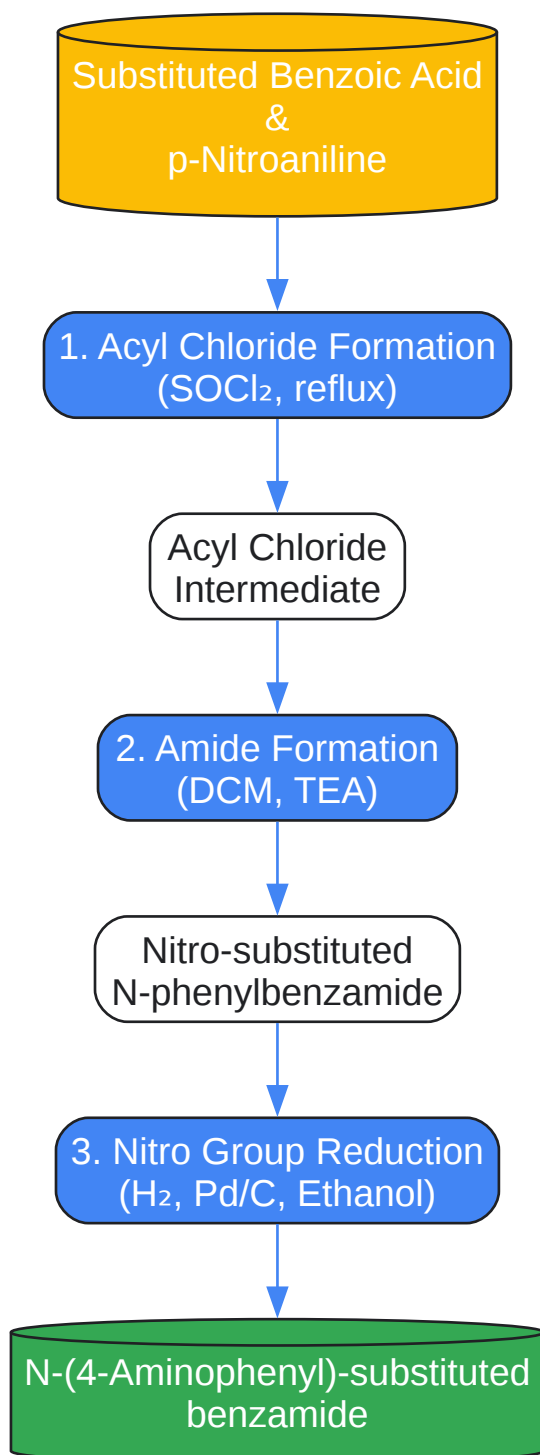 Substituted Benzoic Acid
&
p-Nitroaniline
1. Acyl Chloride Formation
(SOCl₂, reflux)
Acyl Chloride
Intermediate
2. Amide Formation
(DCM, TEA)
Nitro-substituted
N-phenylbenzamide
3. Nitro Group Reduction
(H₂, Pd/C, Ethanol)
N-(4-Aminophenyl)-substituted
benzamide